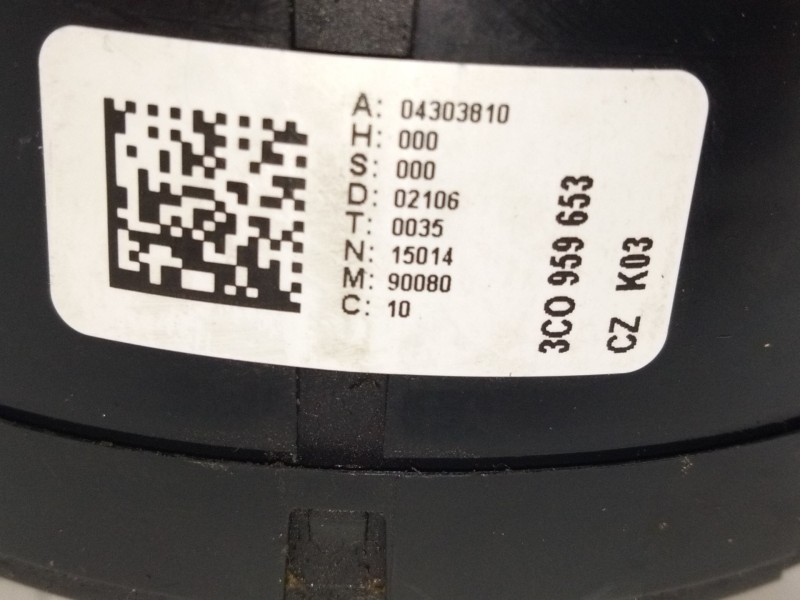 A: 04303810
H: 000
S: 000
D: 02106
T: 0035
N: 15014
M: 90080
C: 10
3C0 959 653
CZ K03